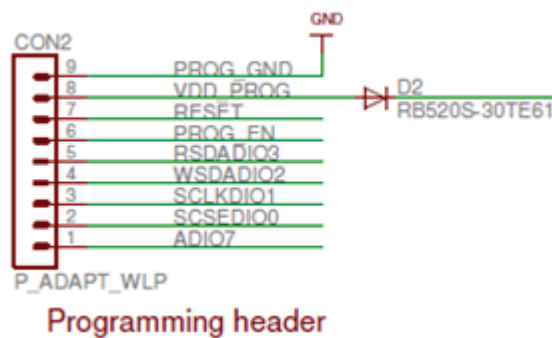 GND
CON2
9 PROG_GND
8 VDD_PROG
D2
RB520S-30TE61
7 RESET
6 PROG_EN
5 RSDADIO3
4 WSDADIO2
3 SCLKDIO1
2 SCSEDIO0
1 ADIO7
P_ADAPT_WLP
Programming header